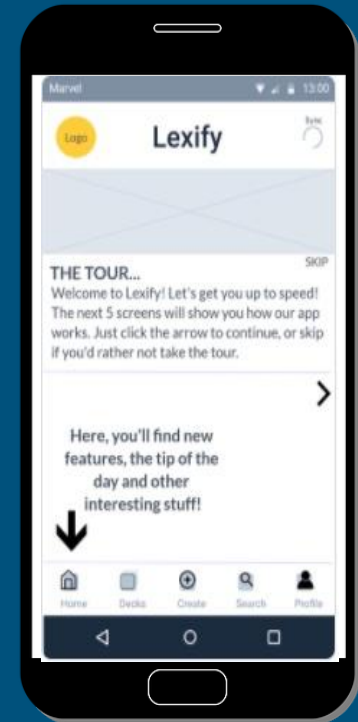 Marvel 13:00
Logo
Lexify
Sync
SKIP
THE TOUR...
Welcome to Lexify! Let's get you up to speed!
The next 5 screens will show you how our app
works. Just click the arrow to continue, or skip
if you'd rather not take the tour.
Here, you'll find new
features, the tip of the
day and other
interesting stuff!
Home Decks Create Search Profile